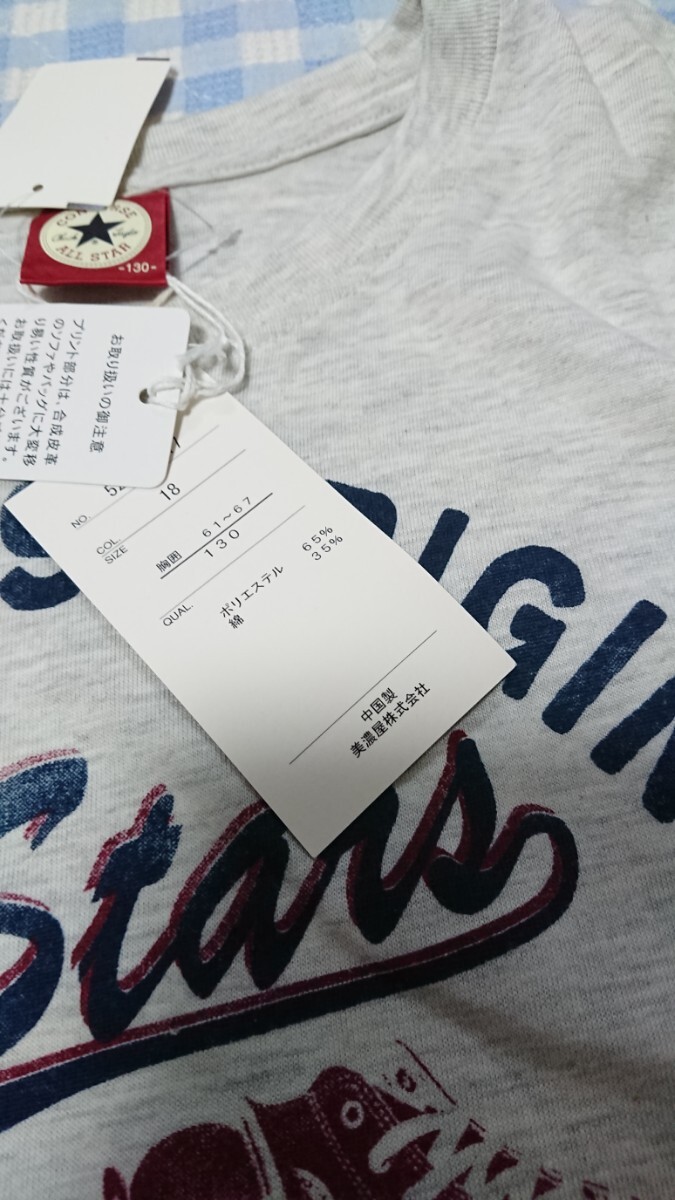 CONVERSE
ALL STAR
-130-
お取り扱いの御注意
プリント部分は、合成皮革
のソファやバッグに大変移
り易い性質がございます。
お取扱いには十分
NO.
COL. 18
SIZE 胸囲 61〜67
130
QUAL. ポリエステル 65%
綿 35%
中国製
美濃屋株式会社
Stars